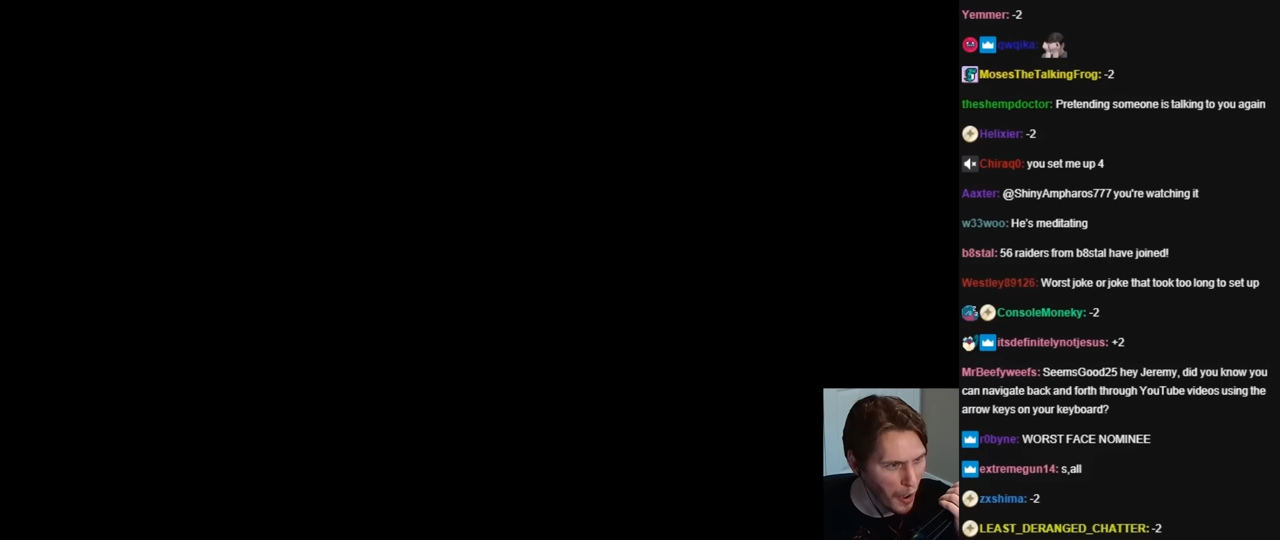 Yemmer: -2
qwqika:
MosesTheTalkingFrog: -2
theshempdoctor: Pretending someone is talking to you again
Helixier: -2
Chiraq0: you set me up 4
Aaxter: @ShinyAmpharos777 you're watching it
w33woo: He's meditating
b8stal: 56 raiders from b8stal have joined!
Westley89126: Worst joke or joke that took too long to set up
ConsoleMoneky: -2
itsdefinitelynotjesus: +2
MrBeefyweefs: SeemsGood25 hey Jeremy, did you know you
can navigate back and forth through YouTube videos using the
arrow keys on your keyboard?
r0byne: WORST FACE NOMINEE
extremegun14: s,all
zxshima: -2
LEAST_DERANGED_CHATTER: -2